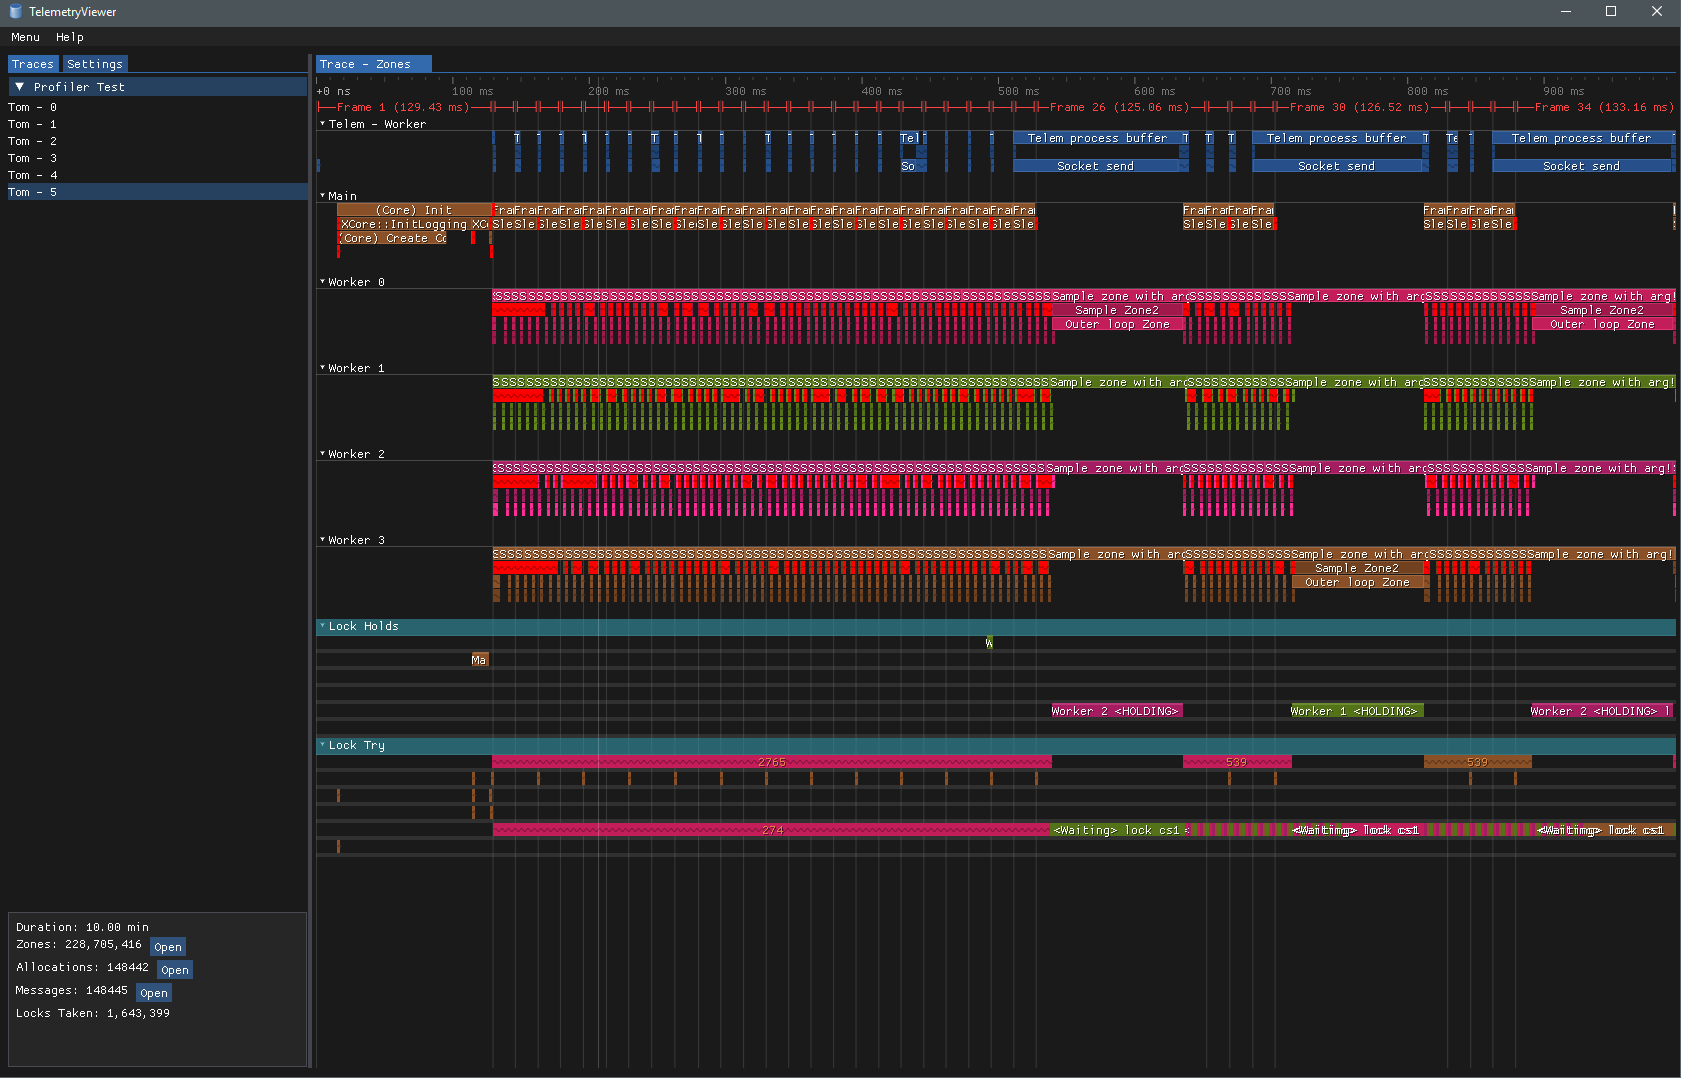 TelemetryViewer
Menu Help
Traces Settings
Profiler Test
Tom - 0
Tom - 1
Tom - 2
Tom - 3
Tom - 4
Tom - 5
Duration: 10.00 min
Zones: 228,705,416 Open
Allocations: 148442 Open
Messages: 148445 Open
Locks Taken: 1,643,399
Trace - Zones
+0 ns 100 ms 200 ms 300 ms 400 ms 500 ms 600 ms 700 ms 800 ms 900 ms
Frame 1 (129.43 ms) Frame 26 (125.06 ms) Frame 30 (126.52 ms) Frame 34 (133.16 ms)
Telem - Worker
Tel Telem process buffer Telem process buffer Telem process buffer
So Socket send Socket send Socket send
Main
(Core) Init
XCore::InitLogging
(Core) Create
Worker 0
Sample zone with arg Sample zone with arg Sample zone with arg!
Sample Zone2 Sample Zone2
Outer loop Zone Outer loop Zone
Worker 1
Sample zone with arg Sample zone with arg Sample zone with arg!
Worker 2
Sample zone with arg Sample zone with arg Sample zone with arg!
Worker 3
Sample zone with arg Sample zone with arg Sample zone with arg!
Sample Zone2
Outer loop Zone
Lock Holds
W
Ma
Worker 2 <HOLDING> Worker 1 <HOLDING> Worker 2 <HOLDING> l
Lock Try
2765 539 539
274 <Waiting> lock cs1 <Waiting> lock cs1 <Waiting> lock cs1